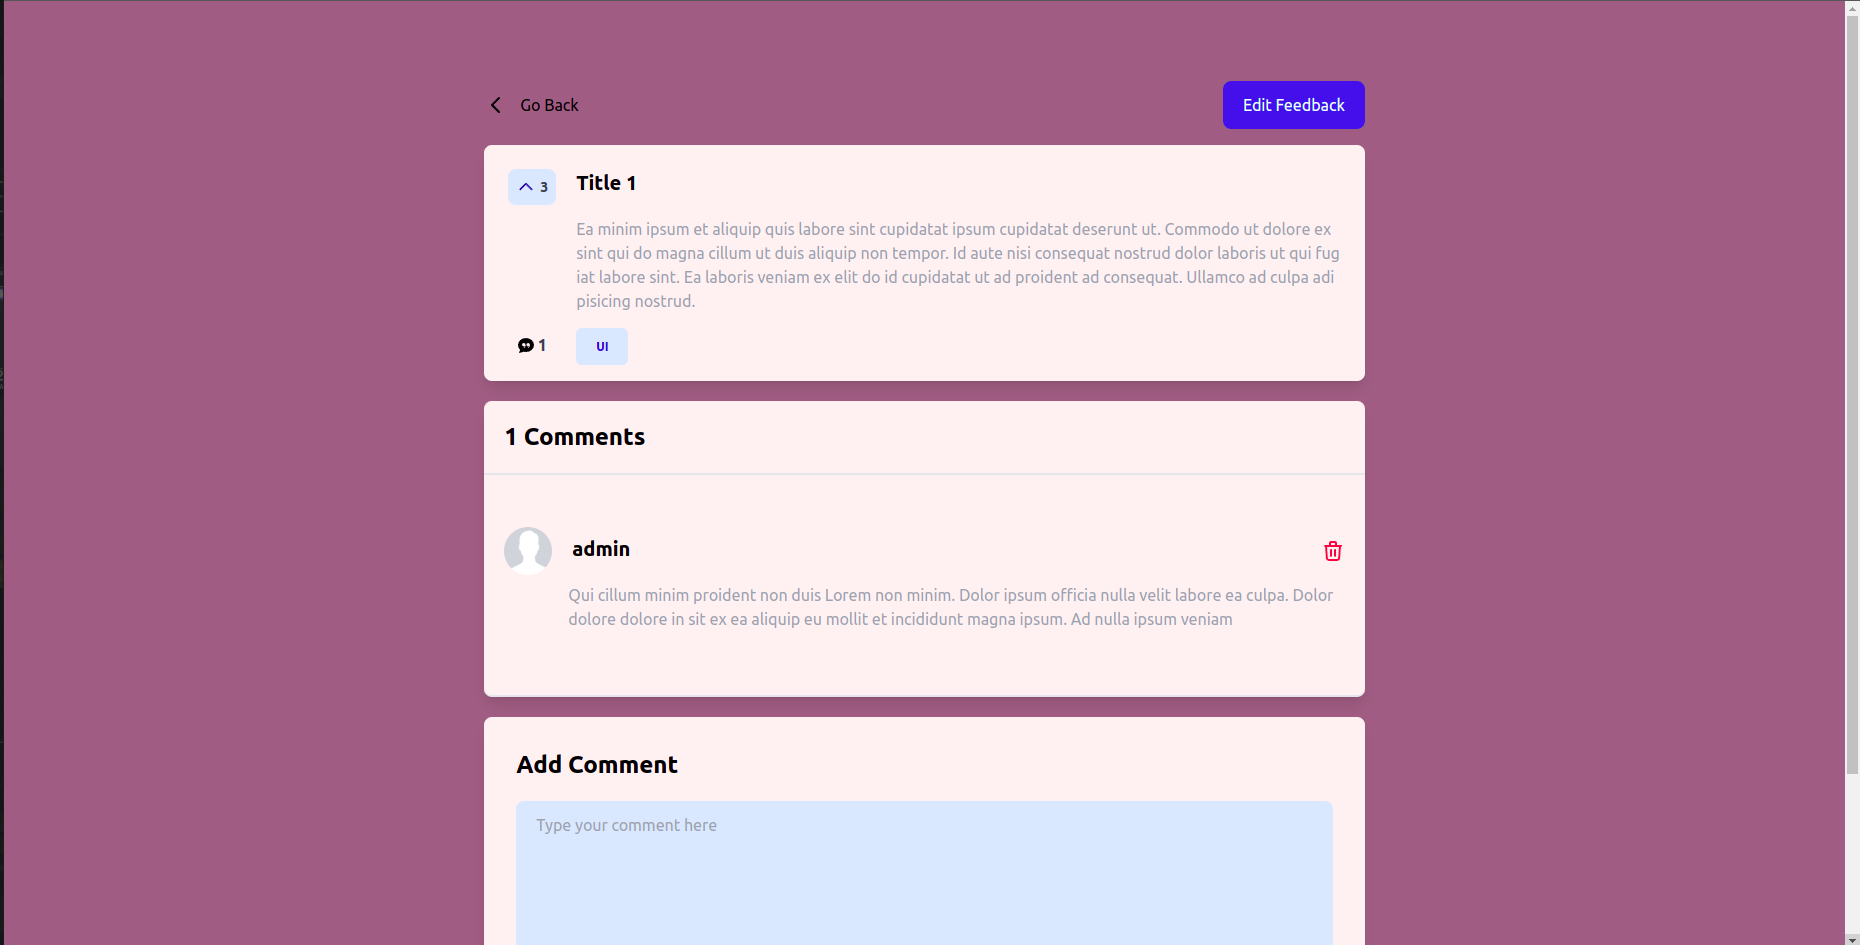 Go Back
Edit Feedback
3
Title 1
Ea minim ipsum et aliquip quis labore sint cupidatat ipsum cupidatat deserunt ut. Commodo ut dolore ex
sint qui do magna cillum ut duis aliquip non tempor. Id aute nisi consequat nostrud dolor laboris ut qui fug
iat labore sint. Ea laboris veniam ex elit do id cupidatat ut ad proident ad consequat. Ullamco ad culpa adi
pisicing nostrud.
1
UI
1 Comments
admin
Qui cillum minim proident non duis Lorem non minim. Dolor ipsum officia nulla velit labore ea culpa. Dolor
dolore dolore in sit ex ea aliquip eu mollit et incididunt magna ipsum. Ad nulla ipsum veniam
Add Comment
Type your comment here